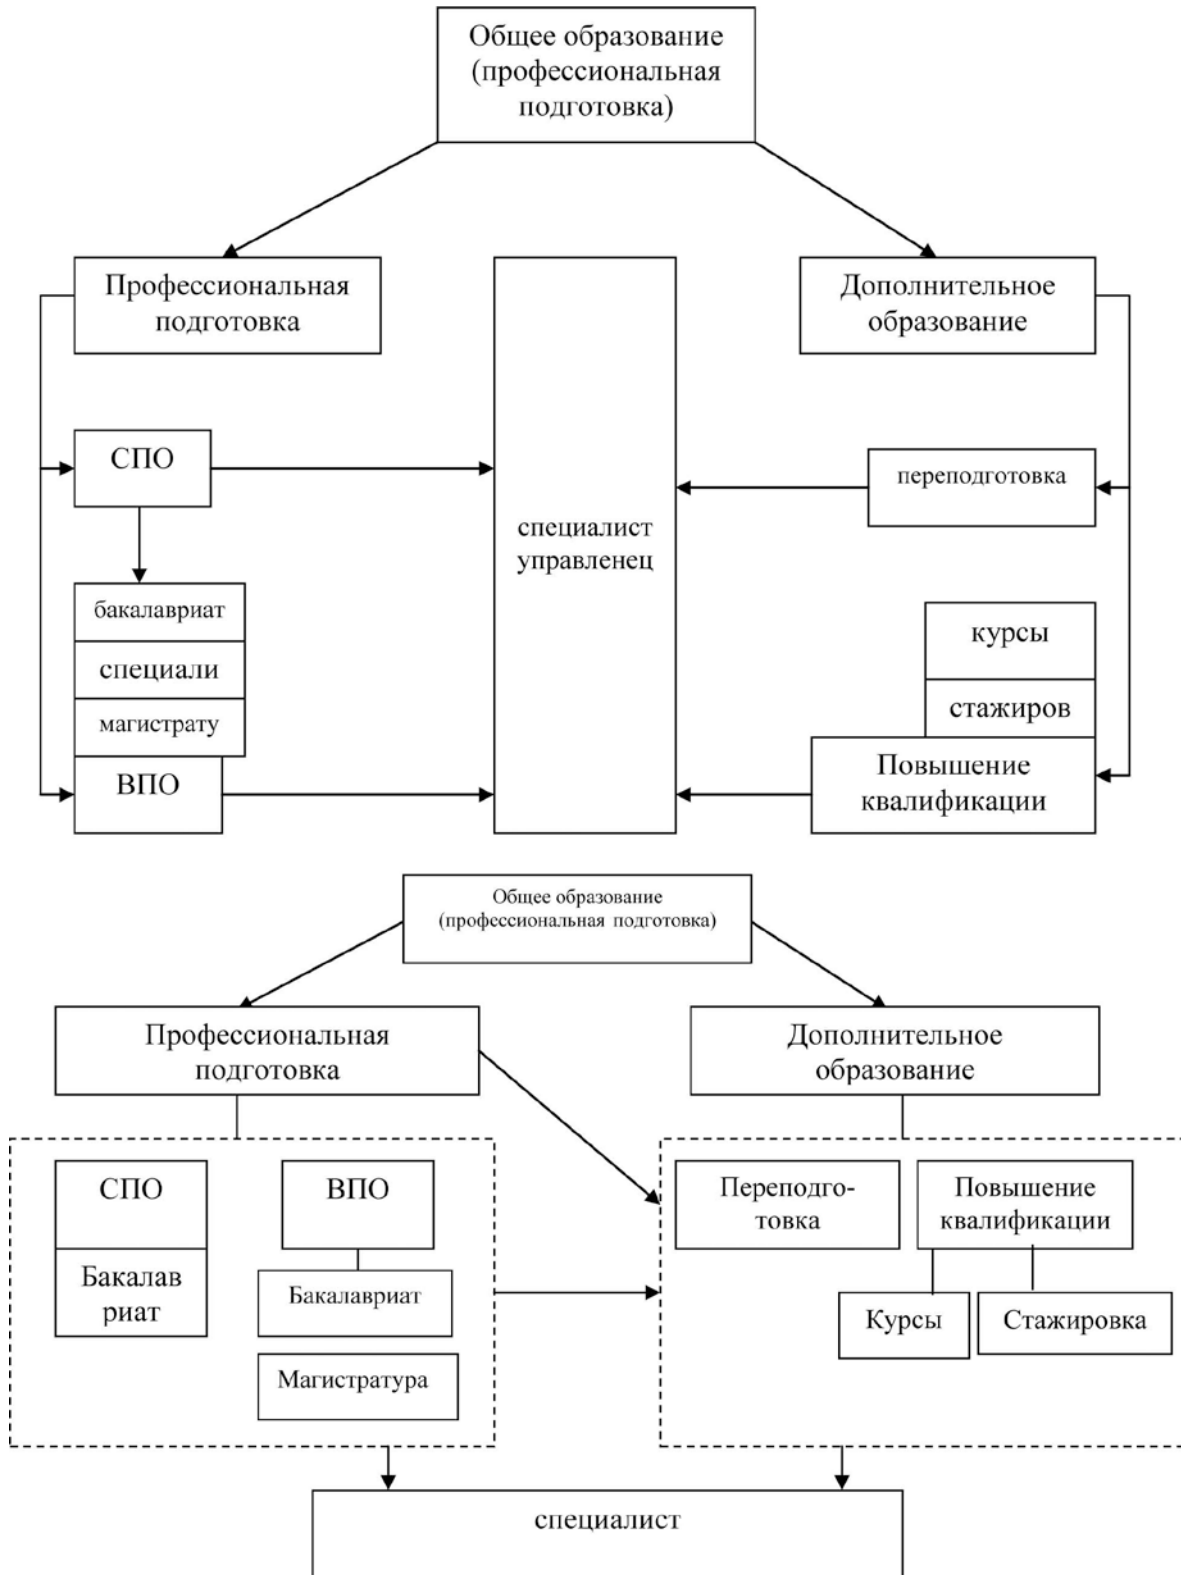 Общее образование
(профессиональная
подготовка)
Профессиональная
подготовка
Дополнительное
образование
СПО
переподготовка
специалист
управленец
бакалавриат
специали
магистрату
ВПО
курсы
стажиров
Повышение
квалификации
Общее образование
(профессиональная подготовка)
Профессиональная
подготовка
Дополнительное
образование
СПО
Бакалав
риат
ВПО
Бакалавриат
Магистратура
Переподго-
товка
Повышение
квалификации
Курсы
Стажировка
специалист